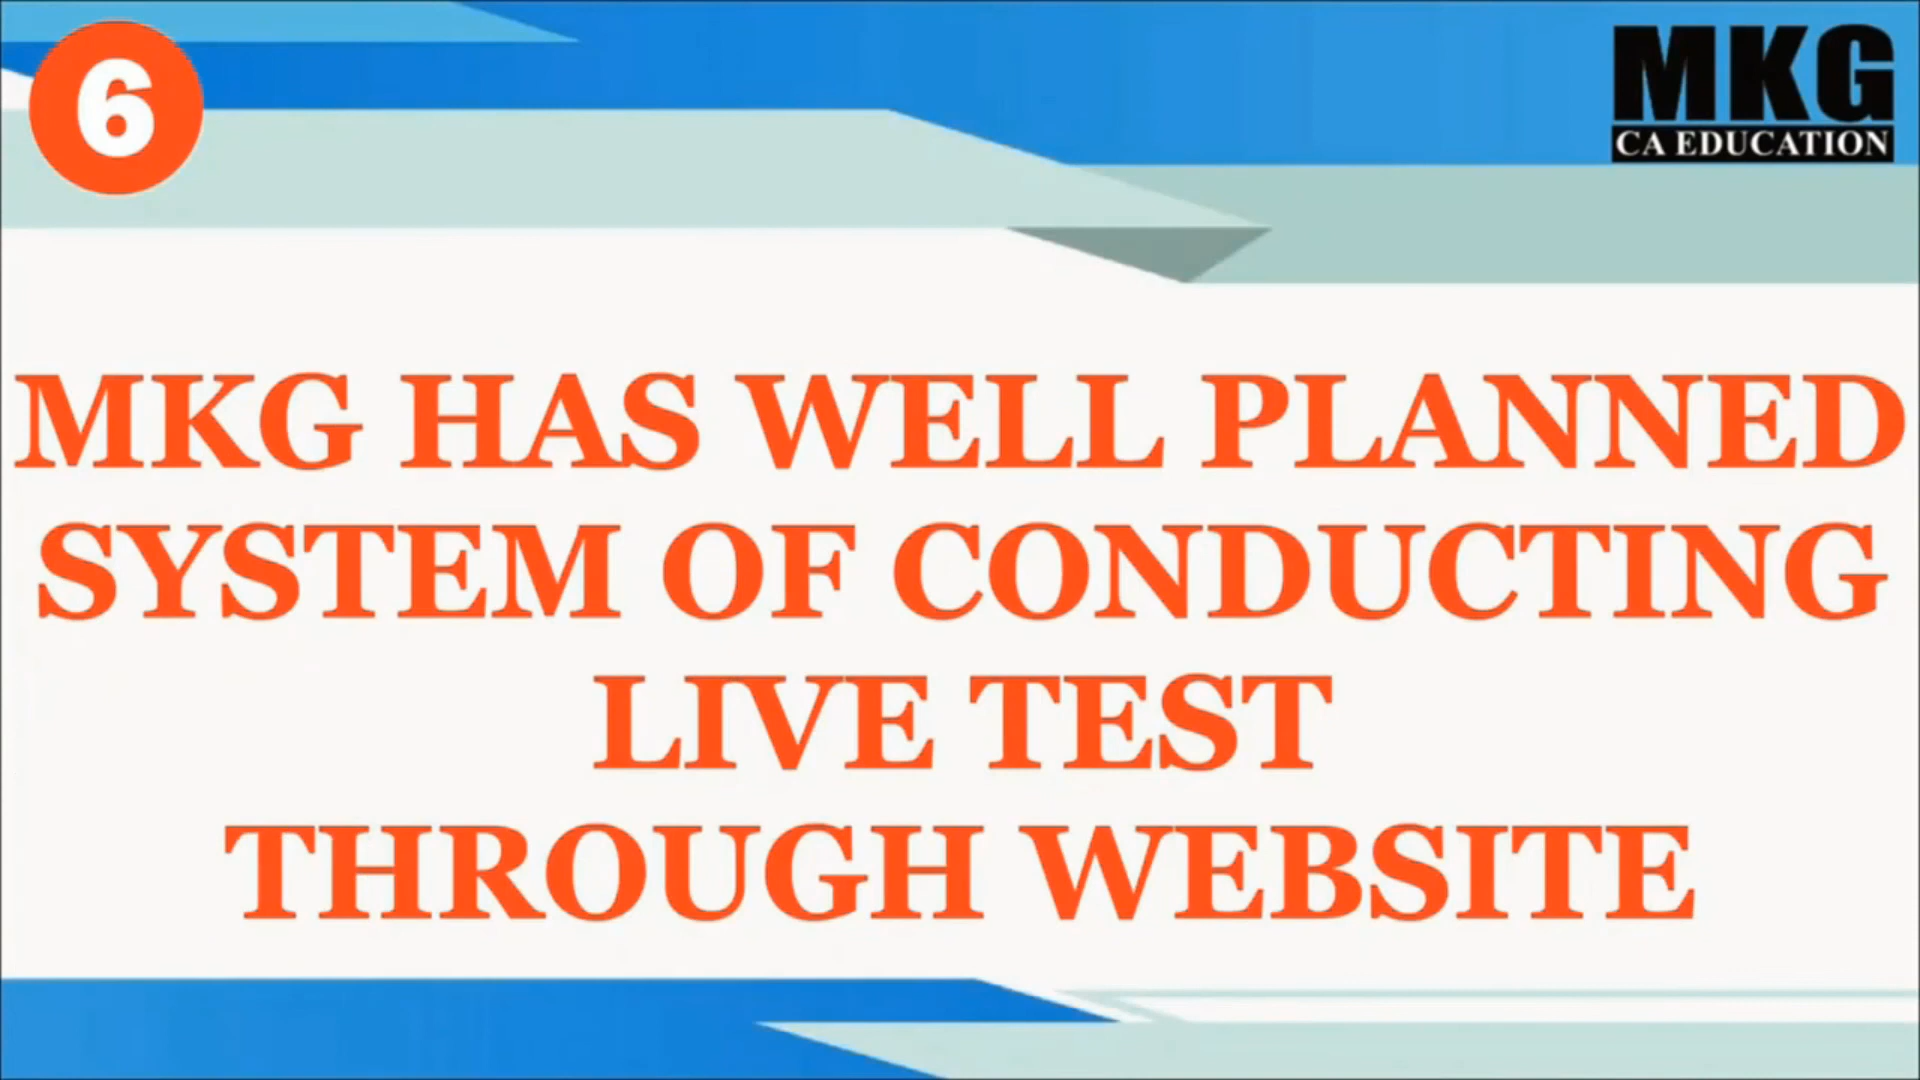 6
MKG
CA EDUCATION
MKG HAS WELL PLANNED
SYSTEM OF CONDUCTING
LIVE TEST
THROUGH WEBSITE